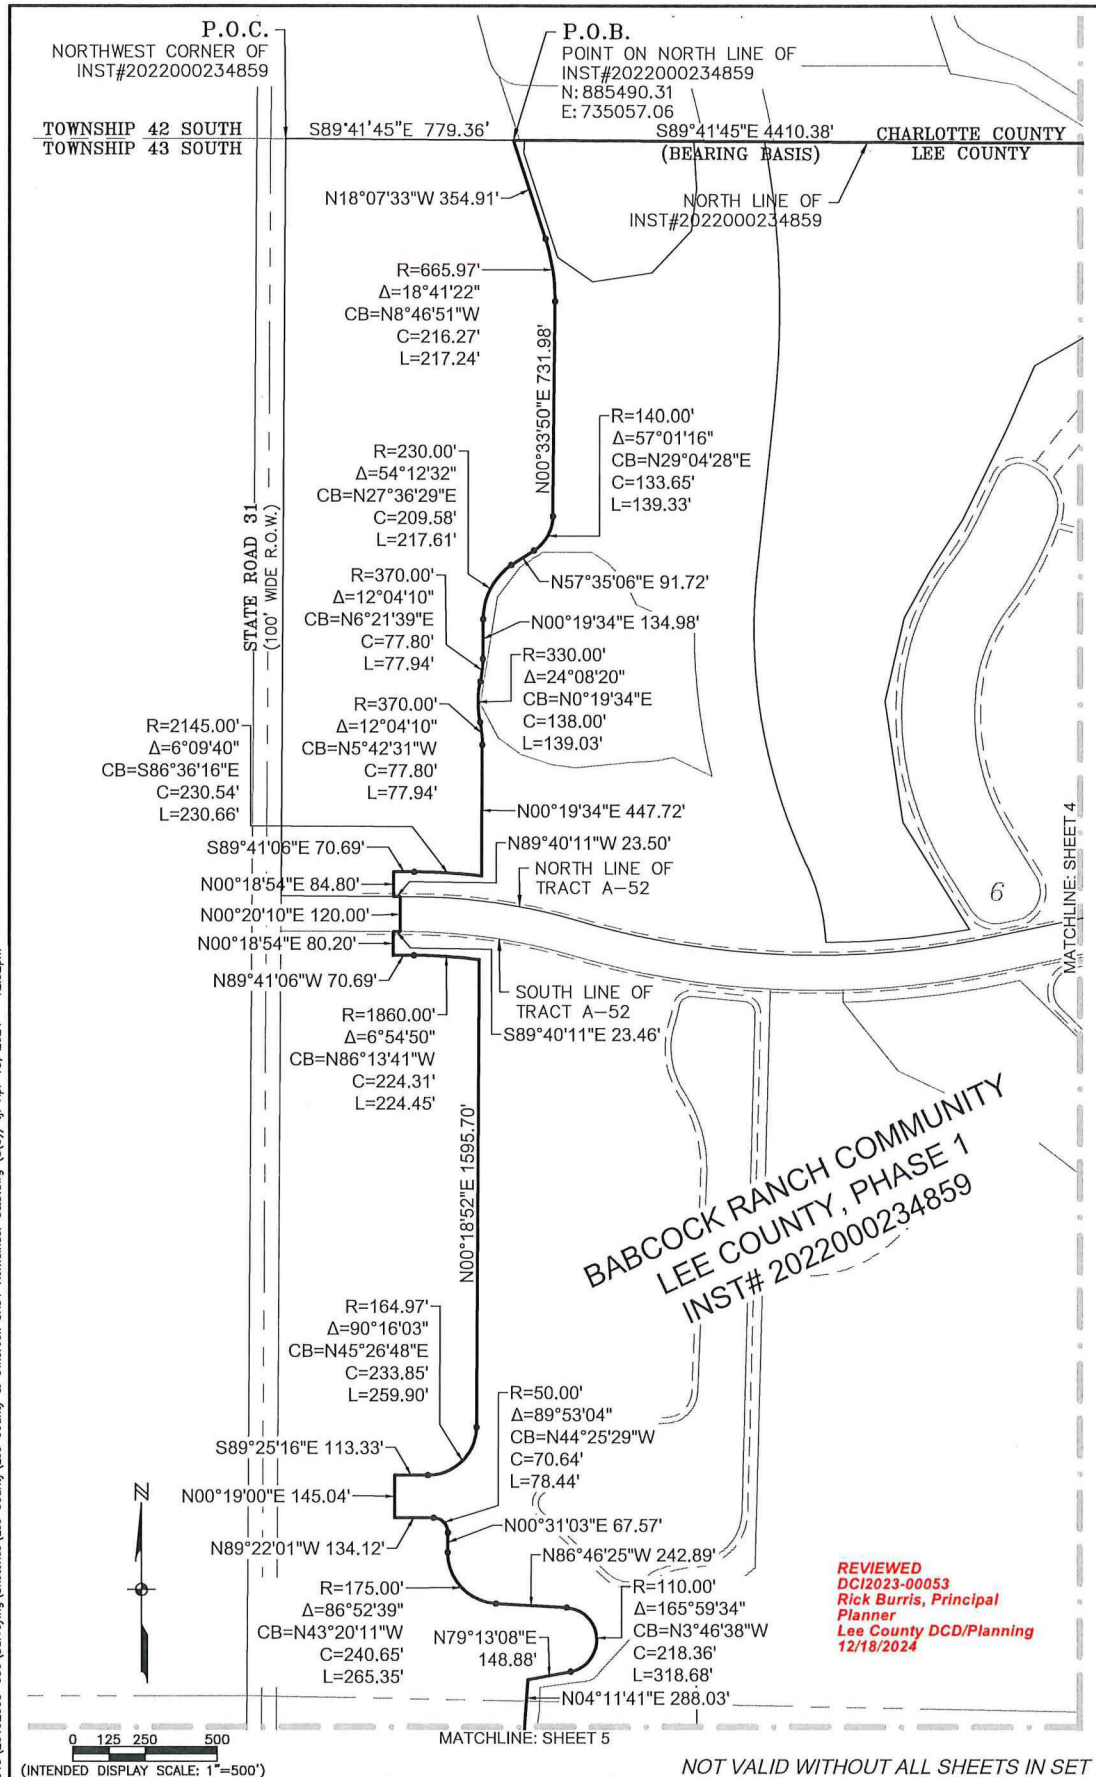 P.O.C.
NORTHWEST CORNER OF
INST#2022000234859
P.O.B.
POINT ON NORTH LINE OF
INST#2022000234859
N: 885490.31
E: 735057.06
TOWNSHIP 42 SOUTH
TOWNSHIP 43 SOUTH
S89°41'45"E 779.36'
S89°41'45"E 4410.38'
(BEARING BASIS)
CHARLOTTE COUNTY
LEE COUNTY
N18°07'33"W 354.91'
NORTH LINE OF
INST#2022000234859
R=665.97'
Δ=18°41'22"
CB=N8°46'51"W
C=216.27'
L=217.24'
N00°33'50"E 731.98'
R=140.00'
Δ=57°01'16"
CB=N29°04'28"E
C=133.65'
L=139.33'
R=230.00'
Δ=54°12'32"
CB=N27°36'29"E
C=209.58'
L=217.61'
STATE ROAD 31
(100' WIDE R.O.W.)
N57°35'06"E 91.72'
R=370.00'
Δ=12°04'10"
CB=N6°21'39"E
C=77.80'
L=77.94'
N00°19'34"E 134.98'
R=330.00'
Δ=24°08'20"
CB=N0°19'34"E
C=138.00'
L=139.03'
R=370.00'
Δ=12°04'10"
CB=N5°42'31"W
C=77.80'
L=77.94'
R=2145.00'
Δ=6°09'40"
CB=S86°36'16"E
C=230.54'
L=230.66'
N00°19'34"E 447.72'
S89°41'06"E 70.69'
N89°40'11"W 23.50'
NORTH LINE OF
TRACT A-52
N00°18'54"E 84.80'
N00°20'10"E 120.00'
N00°18'54"E 80.20'
N89°41'06"W 70.69'
6
MATCHLINE: SHEET 4
SOUTH LINE OF
TRACT A-52
S89°40'11"E 23.46'
R=1860.00'
Δ=6°54'50"
CB=N86°13'41"W
C=224.31'
L=224.45'
N00°18'52"E 1595.70'
BABCOCK RANCH COMMUNITY
LEE COUNTY, PHASE 1
INST# 2022000234859
R=164.97'
Δ=90°16'03"
CB=N45°26'48"E
C=233.85'
L=259.90'
R=50.00'
Δ=89°53'04"
CB=N44°25'29"W
C=70.64'
L=78.44'
S89°25'16"E 113.33'
N00°19'00"E 145.04'
N89°22'01"W 134.12'
N00°31'03"E 67.57'
N86°46'25"W 242.89'
R=175.00'
Δ=86°52'39"
CB=N43°20'11"W
C=240.65'
L=265.35'
R=110.00'
Δ=165°59'34"
CB=N3°46'38"W
C=218.36'
L=318.68'
N79°13'08"E
148.88'
N04°11'41"E 288.03'
Z
REVIEWED
DCI2023-00053
Rick Burris, Principal
Planner
Lee County DCD/Planning
12/18/2024
MATCHLINE: SHEET 5
0 125 250 500
(INTENDED DISPLAY SCALE: 1"=500')
NOT VALID WITHOUT ALL SHEETS IN SET